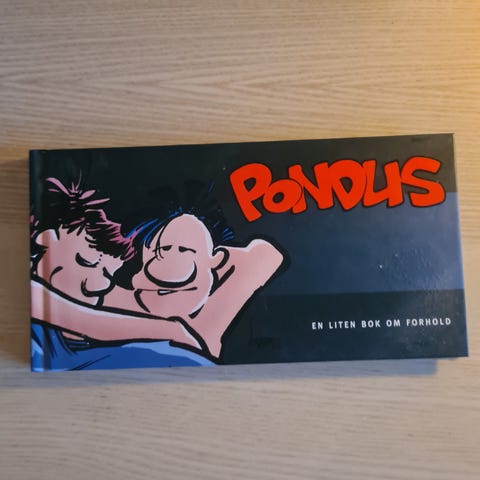 PONDUS
EN LITEN BOK OM FORHOLD